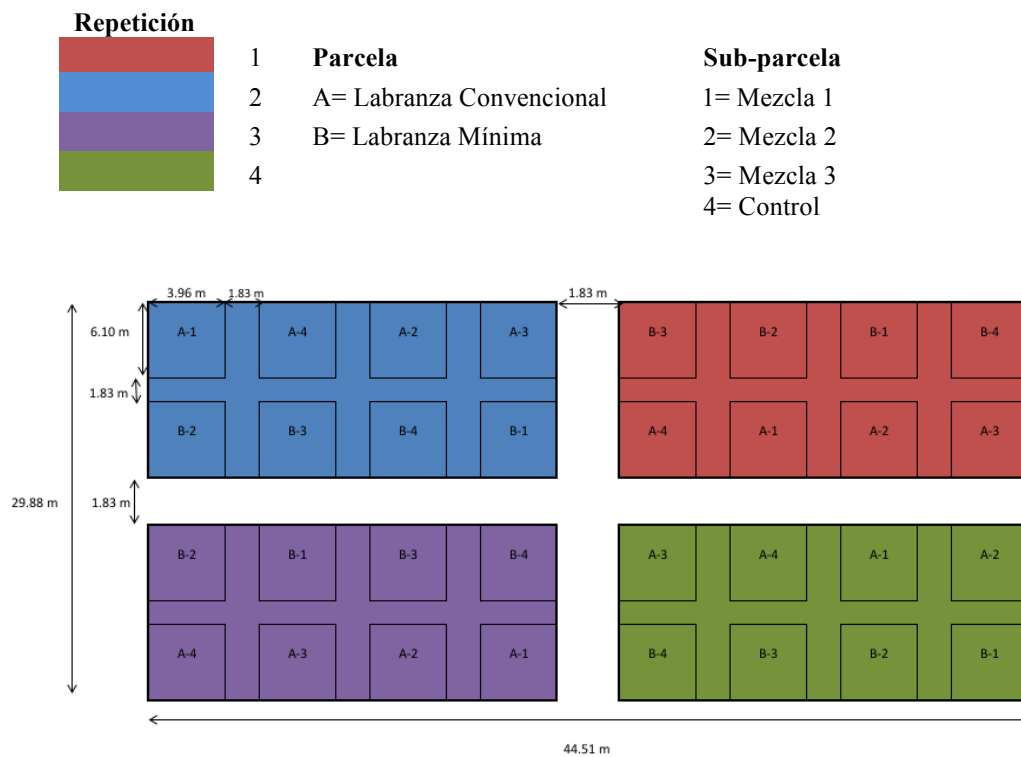 Repetición
1 Parcela Sub-parcela
2 A= Labranza Convencional 1= Mezcla 1
3 B= Labranza Mínima 2= Mezcla 2
4 3= Mezcla 3
4= Control
3.96 m 1.83 m 1.83 m
6.10 m A-1 A-4 A-2 A-3 B-3 B-2 B-1 B-4
1.83 m
B-2 B-3 B-4 B-1 A-4 A-1 A-2 A-3
29.88 m 1.83 m
B-2 B-1 B-3 B-4 A-3 A-4 A-1 A-2
A-4 A-3 A-2 A-1 B-4 B-3 B-2 B-1
44.51 m